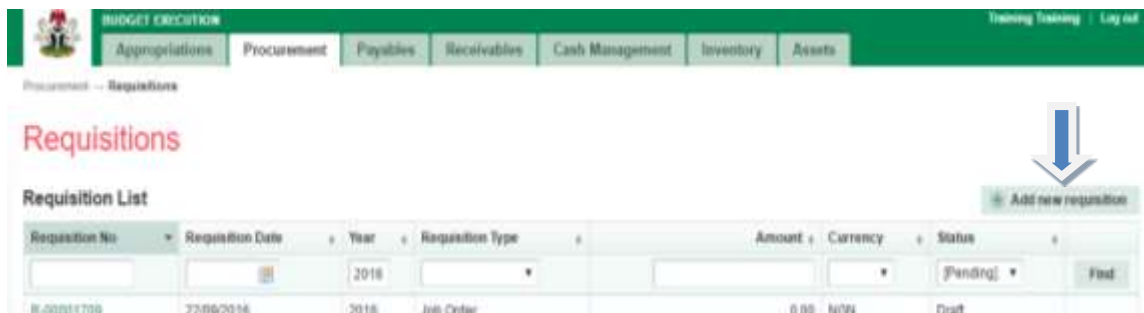 BUDGET EXECUTION Training Training | Log out
Appropriations Procurement Payables Receivables Cash Management Inventory Assets
Procurement → Requisitions
Requisitions
Requisition List
Add new requisition
Requisition No Requisition Date Year Requisition Type Amount Currency Status
2016 [Pending] Find
R-00001709 22/09/2016 2016 Job Order 0.00 NGN Draft